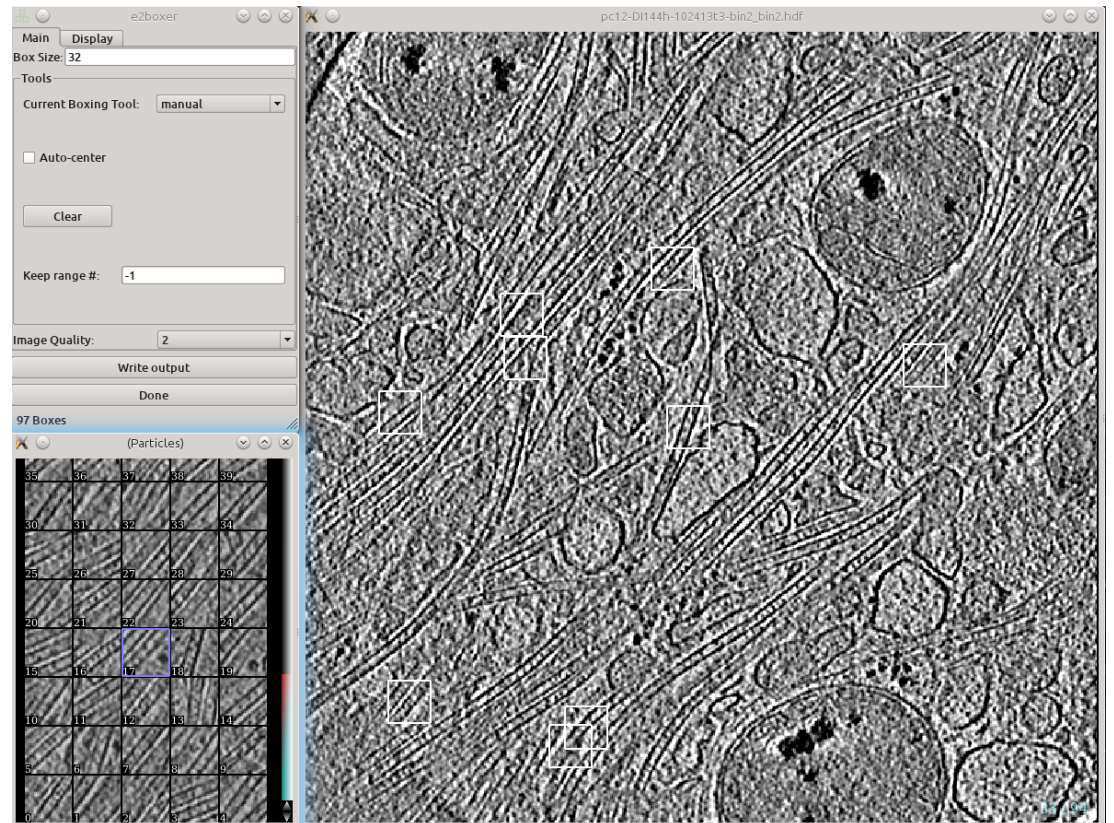 e2boxer
Main Display
Box Size: 32
Tools
Current Boxing Tool: manual
Auto-center
Clear
Keep range #: -1
Image Quality: 2
Write output
Done
97 Boxes
(Particles)
35 36 37 38 39
30 31 32 33 34
25 26 27 28 29
20 21 22 23 24
15 16 17 18 19
10 11 12 13 14
5 6 7 8 9
0 1 2 3 4
pc12-DI144h-102413t3-bin2_bin2.hdf